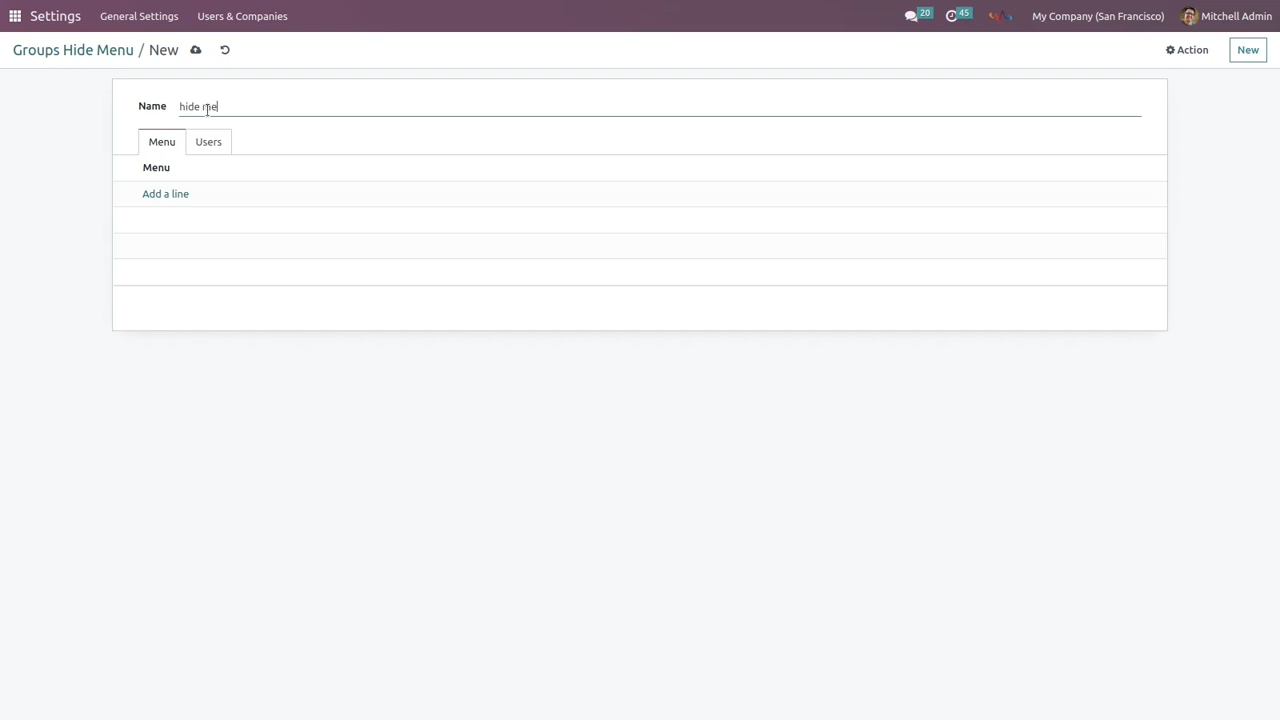 Settings General Settings Users & Companies 20 45 My Company (San Francisco) Mitchell Admin
Groups Hide Menu / New Action New
Name hide me
Menu Users
Menu
Add a line